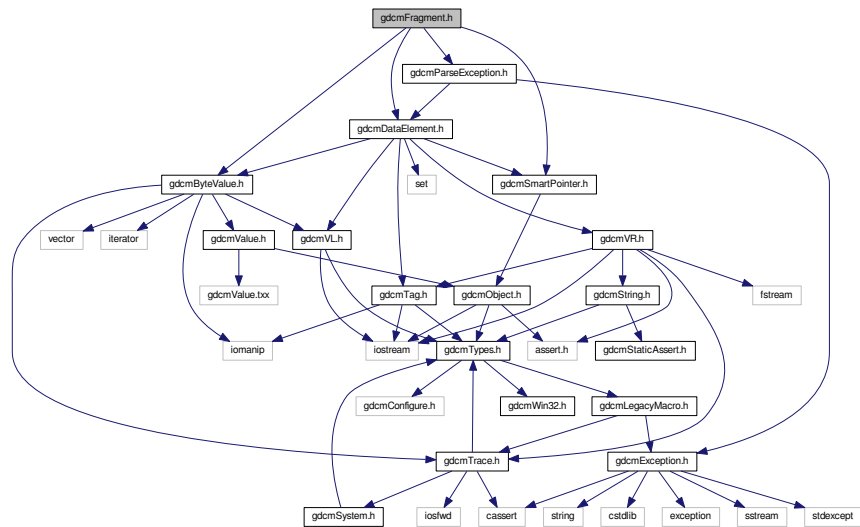 gdcmFragment.h
gdcmParseException.h
gdcmDataElement.h
gdcmByteValue.h
set
gdcmSmartPointer.h
vector
iterator
gdcmValue.h
gdcmVL.h
gdcmVR.h
gdcmValue.txx
gdcmTag.h
gdcmObject.h
gdcmString.h
fstream
iomanip
iostream
gdcmTypes.h
assert.h
gdcmStaticAssert.h
gdcmConfigure.h
gdcmWin32.h
gdcmLegacyMacro.h
gdcmTrace.h
gdcmException.h
gdcmSystem.h
iosfwd
cassert
string
cstdlib
exception
sstream
stdexcept